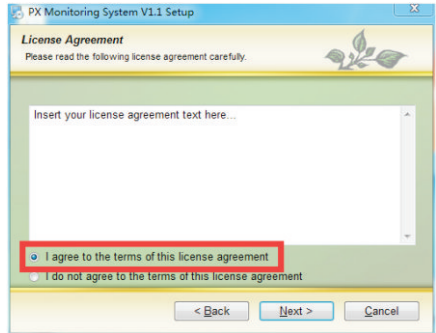 PX Monitoring System V1.1 Setup
License Agreement
Please read the following license agreement carefully.
Insert your license agreement text here...
I agree to the terms of this license agreement
I do not agree to the terms of this license agreement
< Back
Next >
Cancel